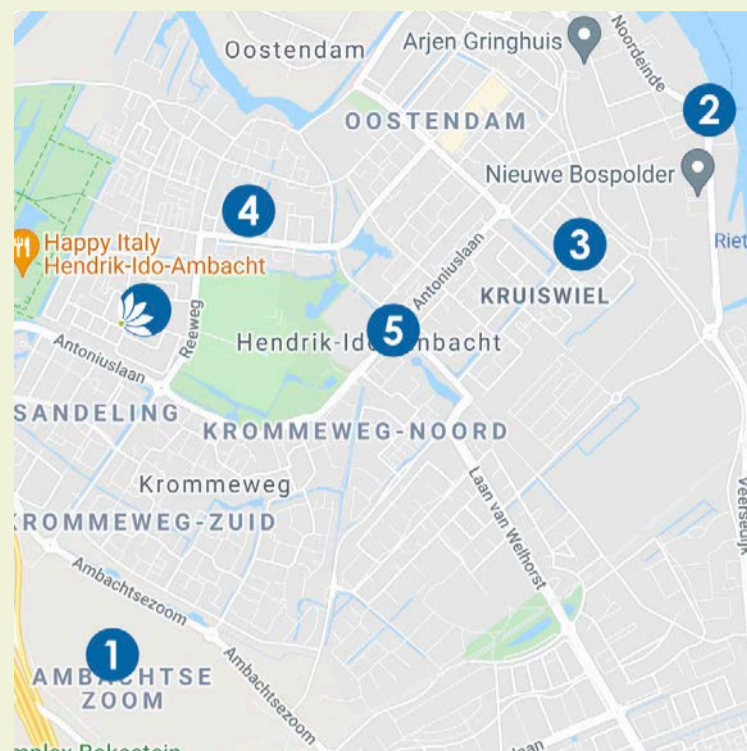 Oostendam
Arjen Gringhuis
Noordeinde
2
OOSTENDAM
Nieuwe Bospolder
4
3
Riet
Happy Italy
Hendrik-Ido-Ambacht
Antoniuslaan
KRUISWIEL
Reeweg
5
Hendrik-Ido-Ambacht
Antoniuslaan
SANDELING
KROMMEWEG-NOORD
Krommeweg
Laan van Welhorst
Veersedijk
KROMMEWEG-ZUID
Ambachtsezoom
1
AMBACHTSE
ZOOM
Ambachtsezoom
laan